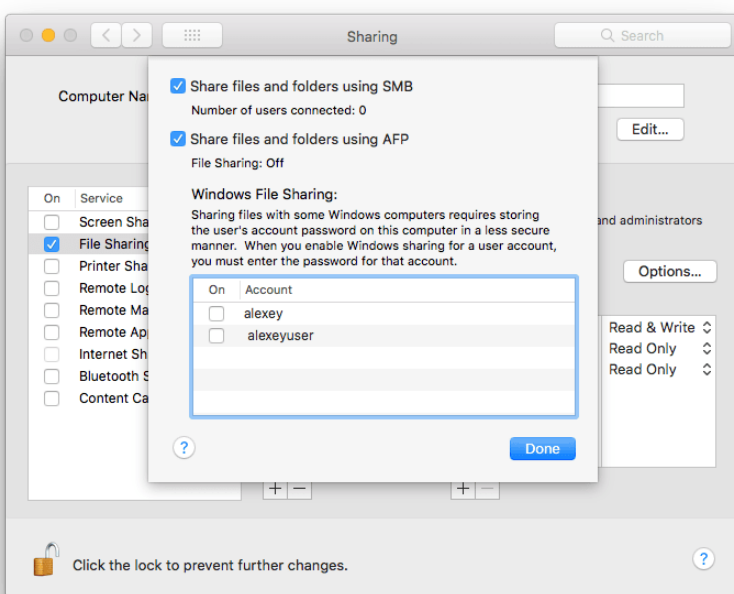 Sharing
Search
Share files and folders using SMB
Computer Na
Number of users connected: 0
Share files and folders using AFP
Edit...
File Sharing: Off
Windows File Sharing:
On Service
Sharing files with some Windows computers requires storing
the user's account password on this computer in a less secure
manner. When you enable Windows sharing for a user account,
you must enter the password for that account.
Screen Sha
and administrators
File Sharing
Printer Sha
Options...
Remote Log
On Account
Remote Ma
alexey
Remote App
alexeyuser
Internet Sh
Bluetooth S
Content Ca
Read & Write
Read Only
Read Only
? Done
+ − + −
Click the lock to prevent further changes.
?